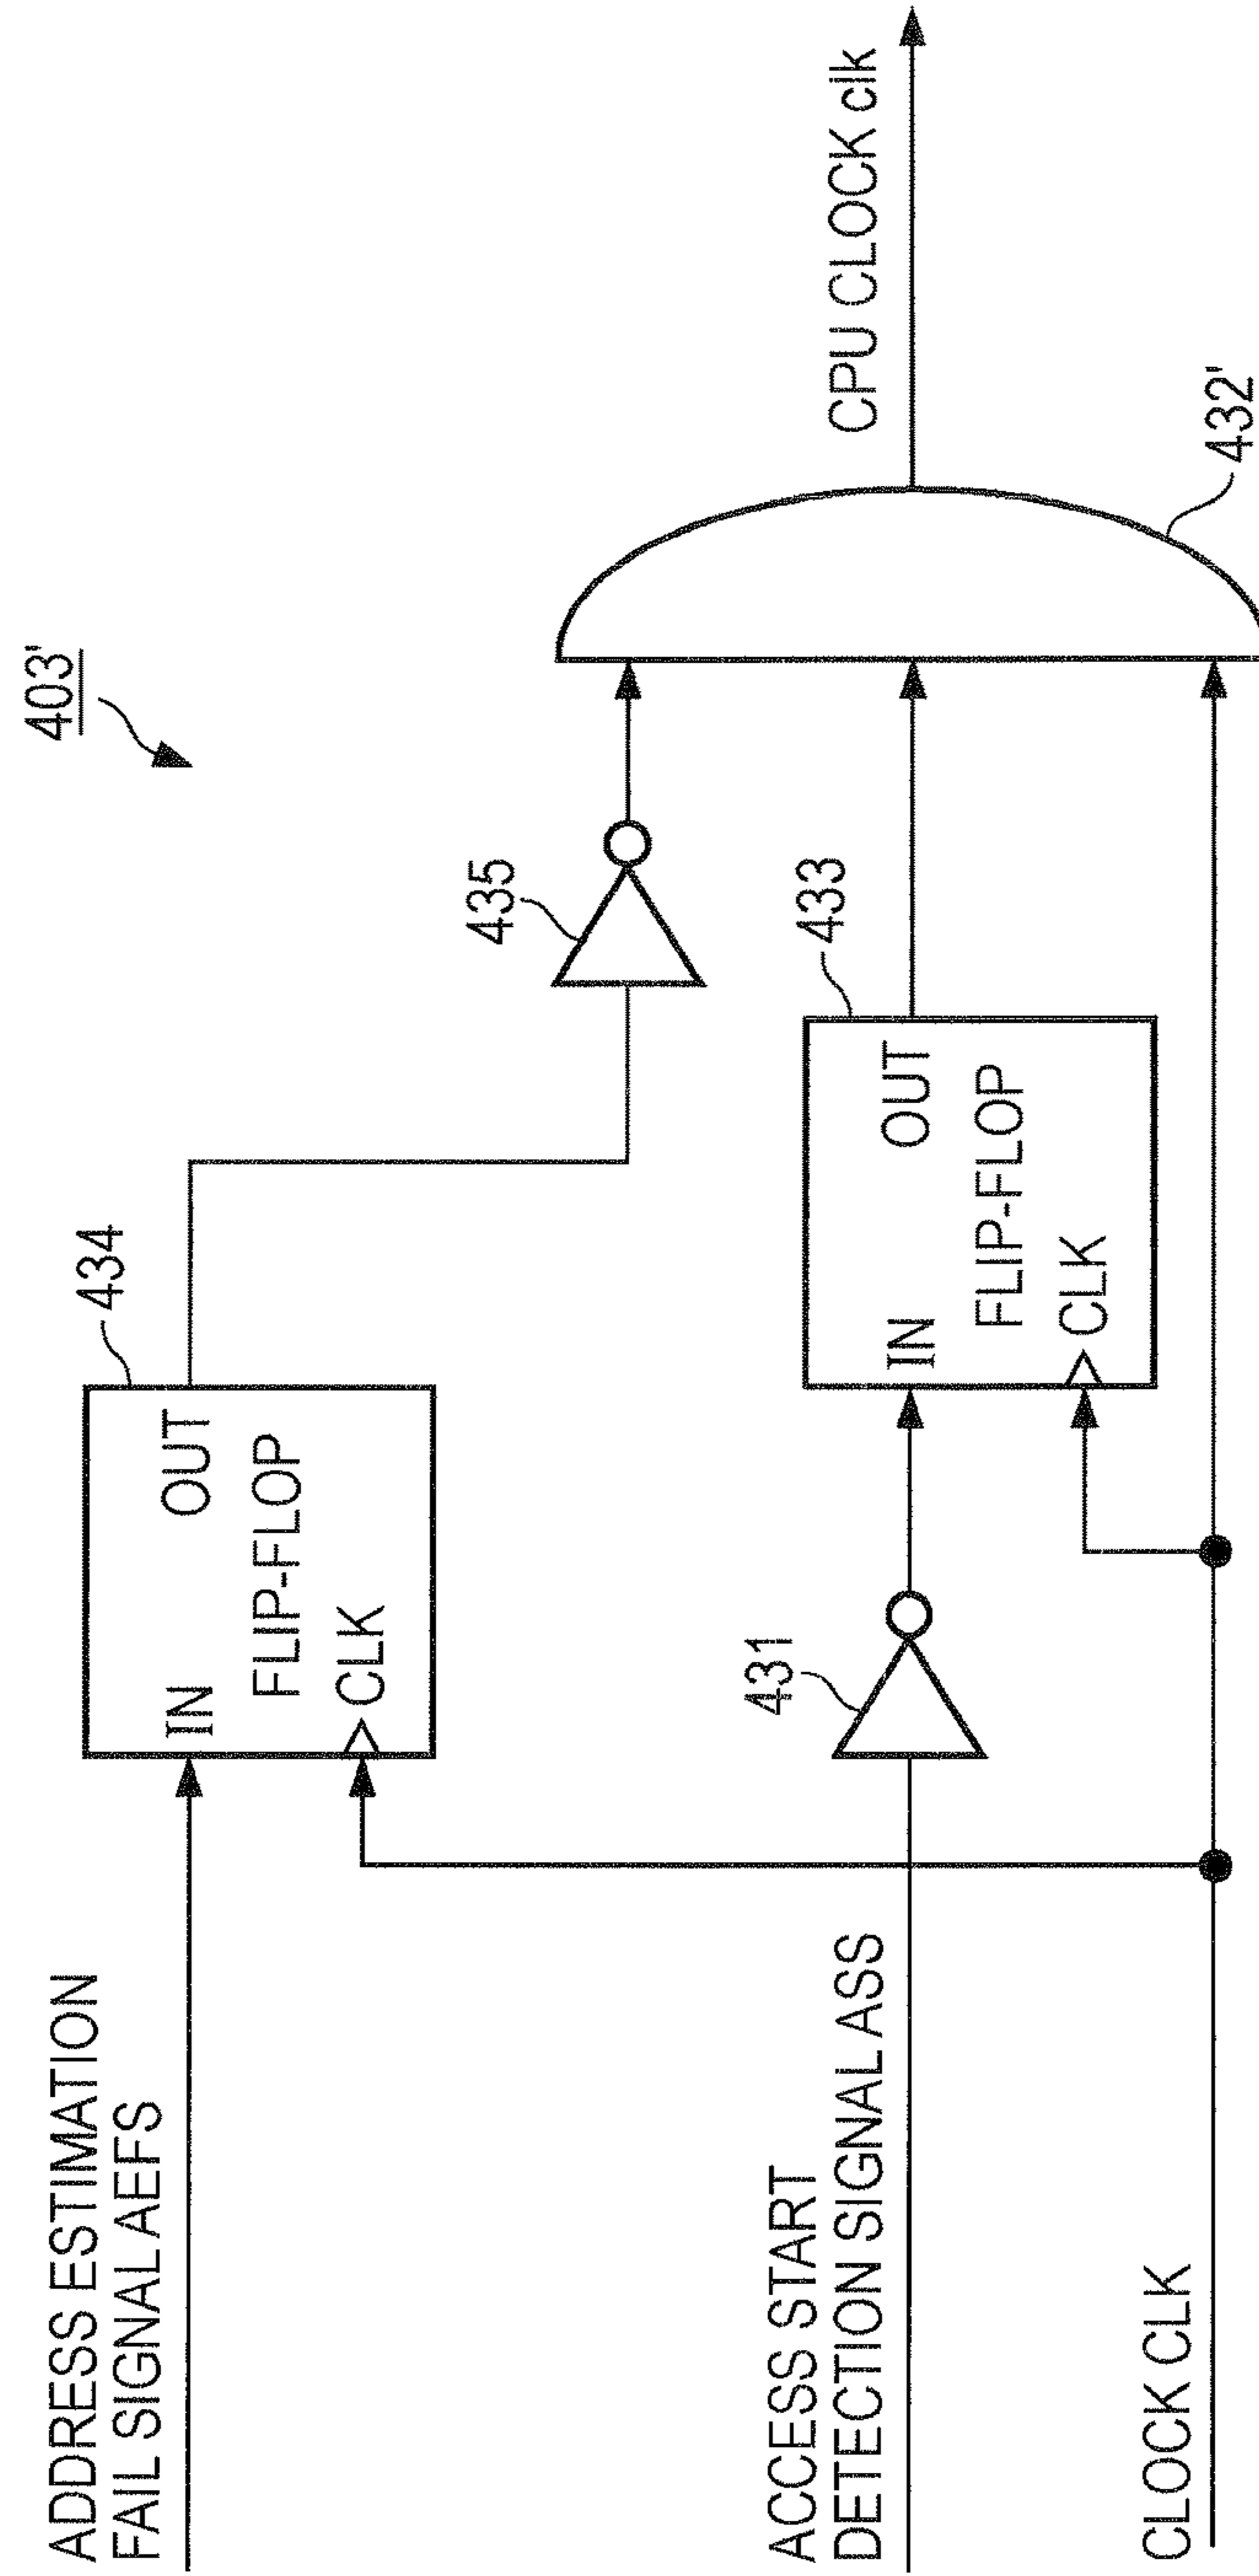 403'
ADDRESS ESTIMATION
FAIL SIGNAL AEFS
434
IN
OUT
FLIP-FLOP
CLK
435
ACCESS START
DETECTION SIGNAL ASS
431
433
IN
OUT
FLIP-FLOP
CLK
CPU CLOCK clk
432'
CLOCK CLK